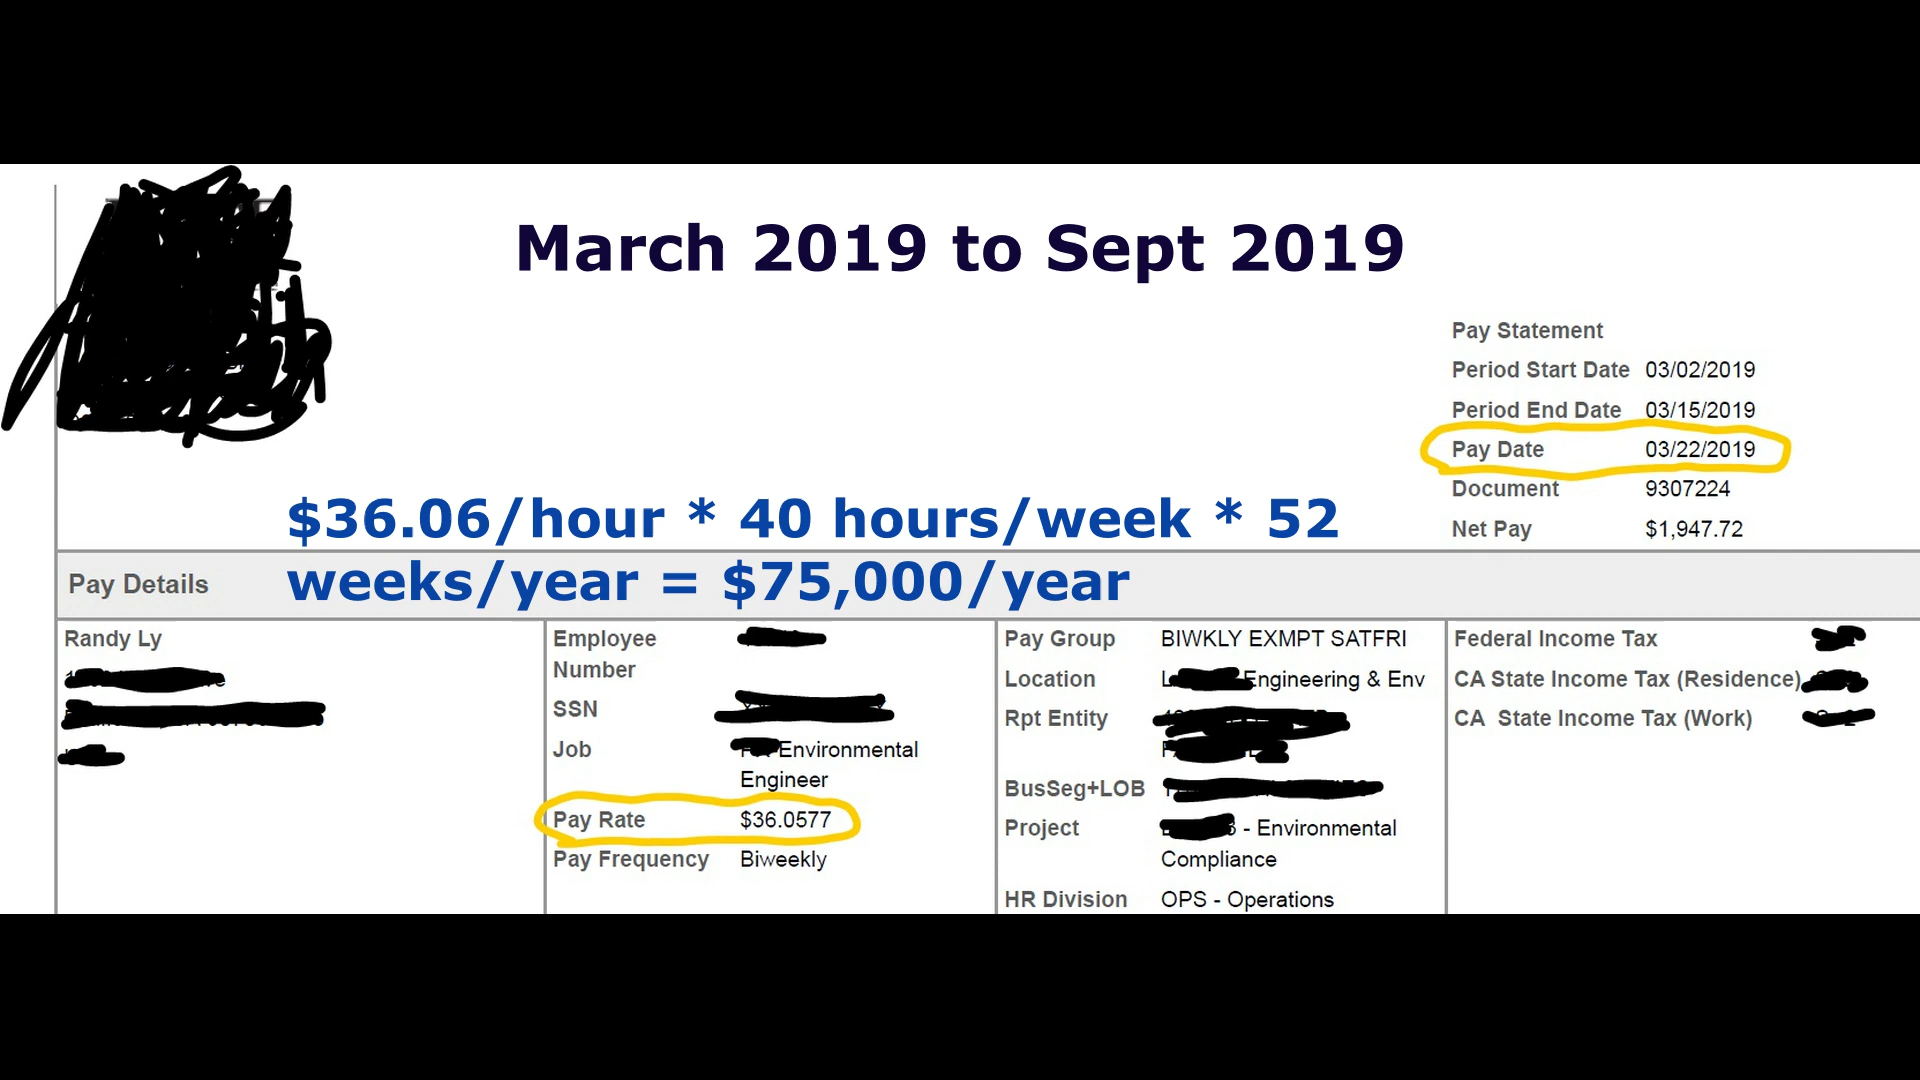 March 2019 to Sept 2019
Pay Statement
Period Start Date 03/02/2019
Period End Date 03/15/2019
Pay Date 03/22/2019
Document 9307224
Net Pay $1,947.72
$36.06/hour * 40 hours/week * 52
weeks/year = $75,000/year
Pay Details
Randy Ly
Employee
Number
SSN
Job Environmental
Engineer
Pay Rate $36.0577
Pay Frequency Biweekly
Pay Group BIWKLY EXMPT SATFRI
Location Engineering & Env
Rpt Entity
BusSeg+LOB
Project - Environmental
Compliance
HR Division OPS - Operations
Federal Income Tax
CA State Income Tax (Residence)
CA State Income Tax (Work)